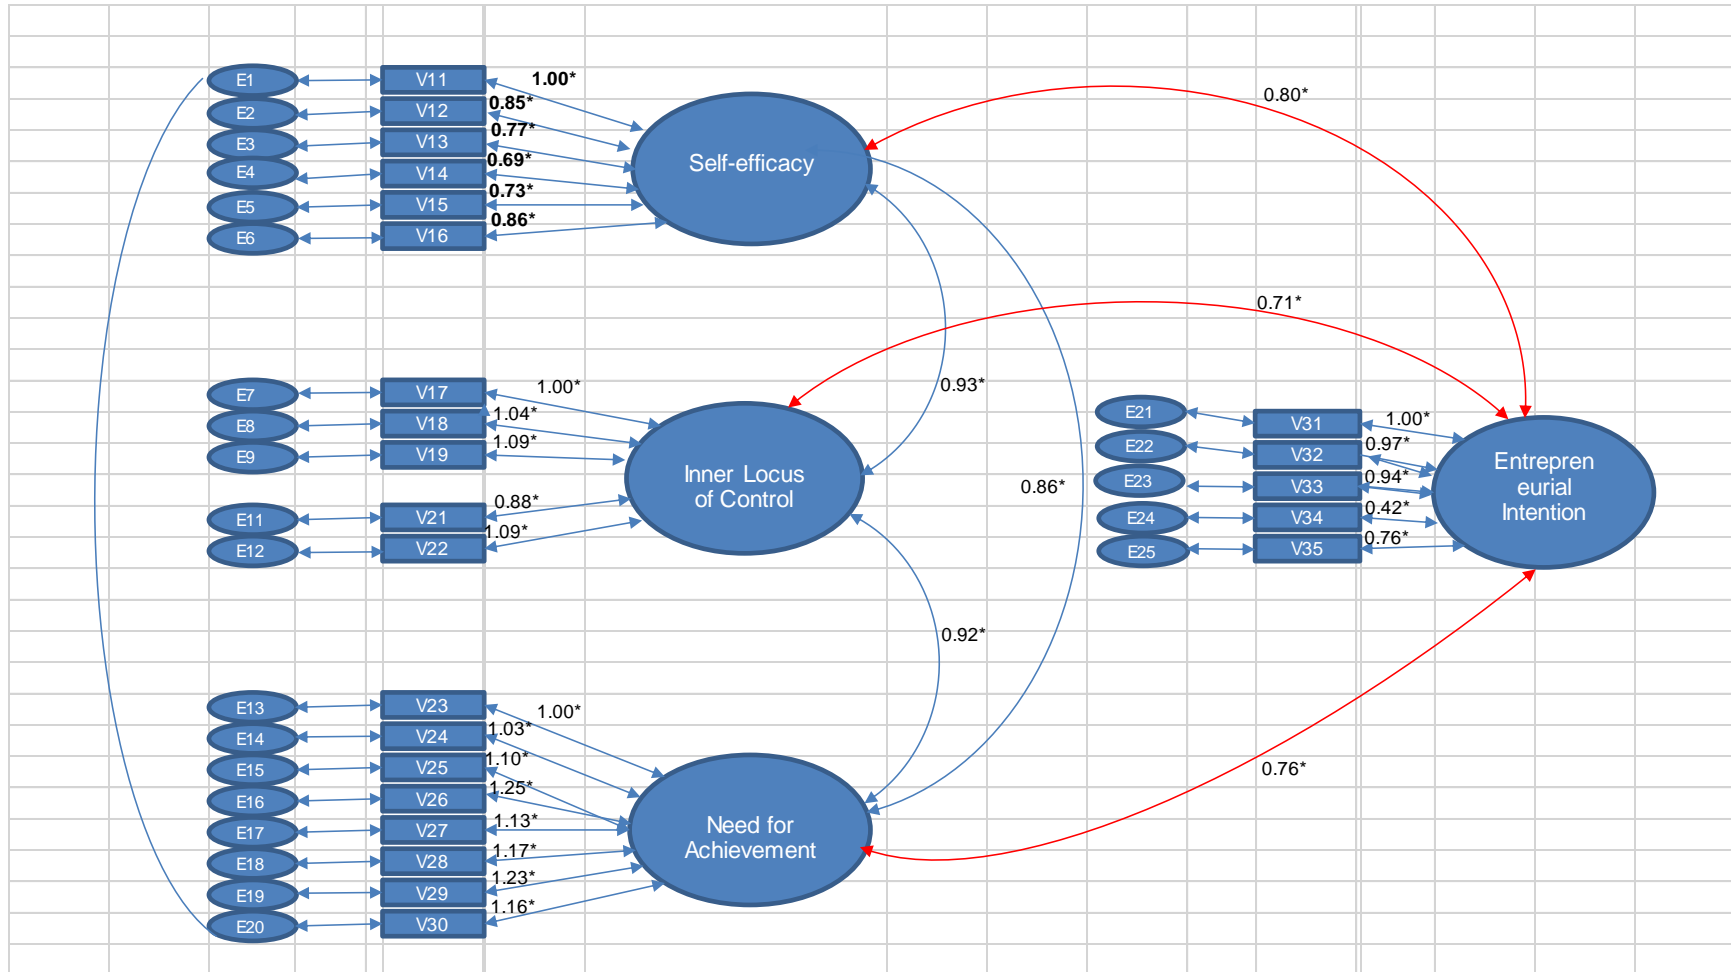 E1 V11 1.00*
E2 V12 0.85*
E3 V13 0.77*
E4 V14 0.69*
E5 V15 0.73*
E6 V16 0.86*
Self-efficacy
0.80*
0.71*
E7 V17 1.00*
E8 V18 1.04*
E9 V19 1.09*
E11 V21 0.88*
E12 V22 1.09*
Inner Locus
of Control
0.93*
0.86*
0.92*
E21 V31 1.00*
E22 V32 0.97*
E23 V33 0.94*
E24 V34 0.42*
E25 V35 0.76*
Entrepren
eurial
Intention
E13 V23 1.00*
E14 V24 1.03*
E15 V25 1.10*
E16 V26 1.25*
E17 V27 1.13*
E18 V28 1.17*
E19 V29 1.23*
E20 V30 1.16*
Need for
Achievement
0.76*